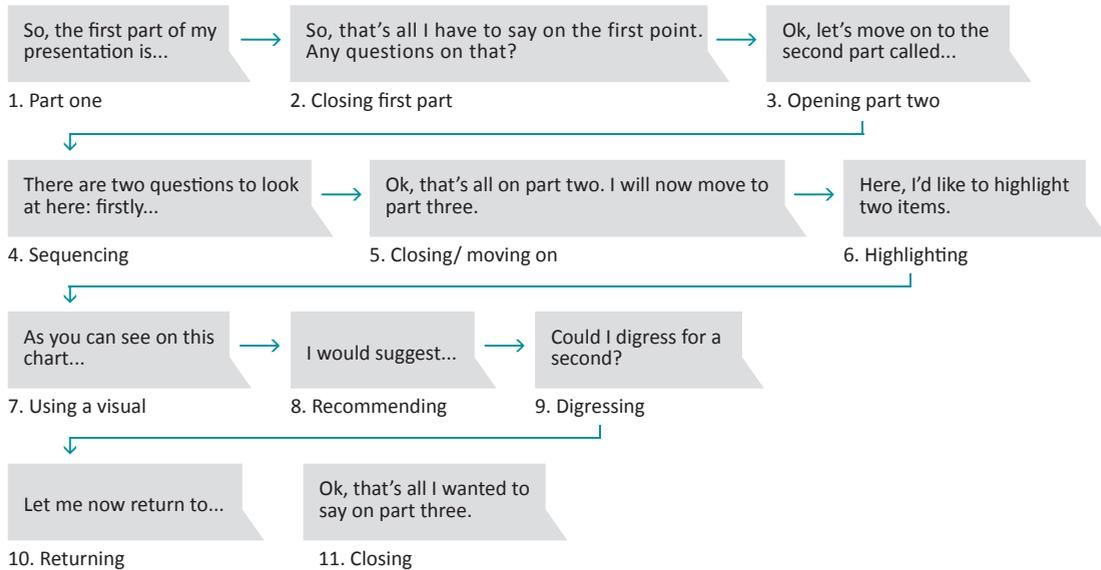 So, the first part of my
presentation is...
1. Part one
So, that's all I have to say on the first point.
Any questions on that?
2. Closing first part
Ok, let's move on to the
second part called...
3. Opening part two
There are two questions to look
at here: firstly...
4. Sequencing
Ok, that's all on part two. I will now move to
part three.
5. Closing/ moving on
Here, I'd like to highlight
two items.
6. Highlighting
As you can see on this
chart...
7. Using a visual
I would suggest...
8. Recommending
Could I digress for a
second?
9. Digressing
Let me now return to...
10. Returning
Ok, that's all I wanted to
say on part three.
11. Closing